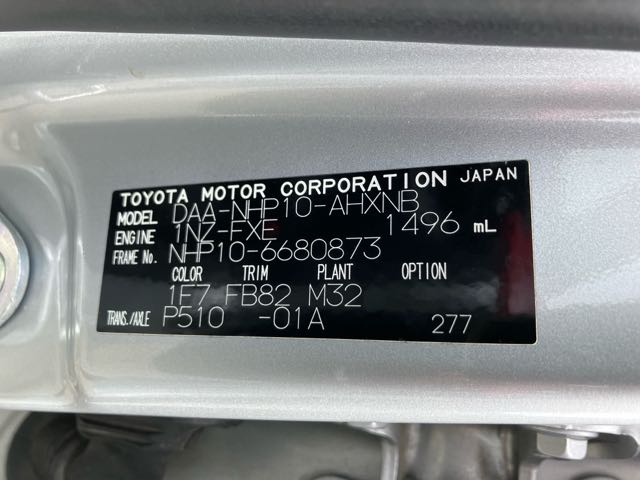 TOYOTA MOTOR CORPORATION JAPAN
MODEL DAA-NHP10-AHXNB
ENGINE 1NZ-FXE 1496 mL
FRAME No. NHP10-6680873
COLOR TRIM PLANT OPTION
1E7 FB82 M32
TRANS./AXLE P510 -01A 277